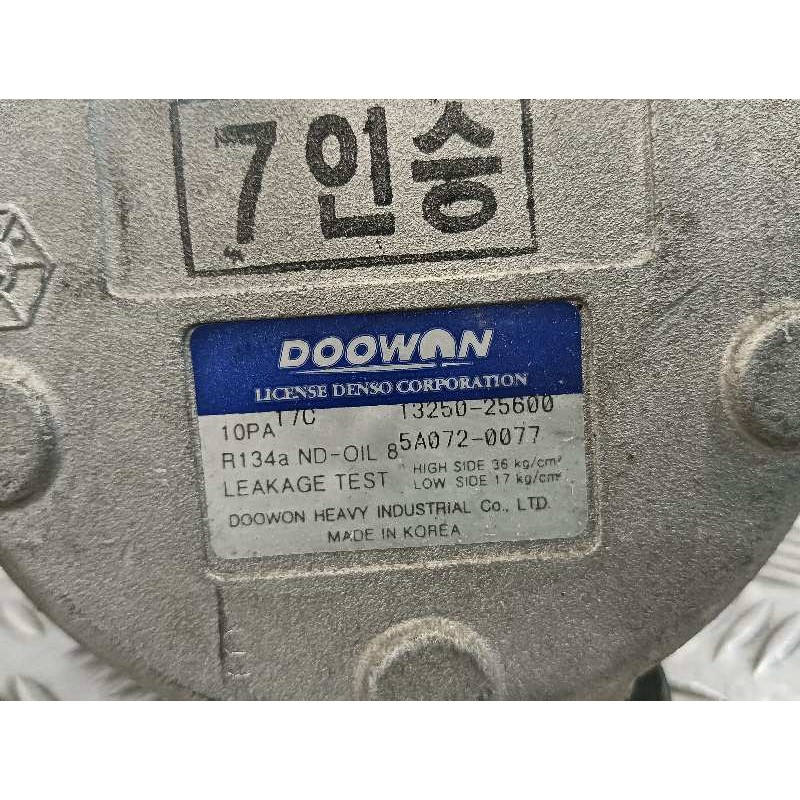 7인승
DOOWON
LICENSE DENSO CORPORATION
10PA17C 13250-25600
R134a ND-OIL 8 5A072-0077
LEAKAGE TEST HIGH SIDE 36 kg/cm²
LOW SIDE 17 kg/cm²
DOOWON HEAVY INDUSTRIAL Co., LTD.
MADE IN KOREA